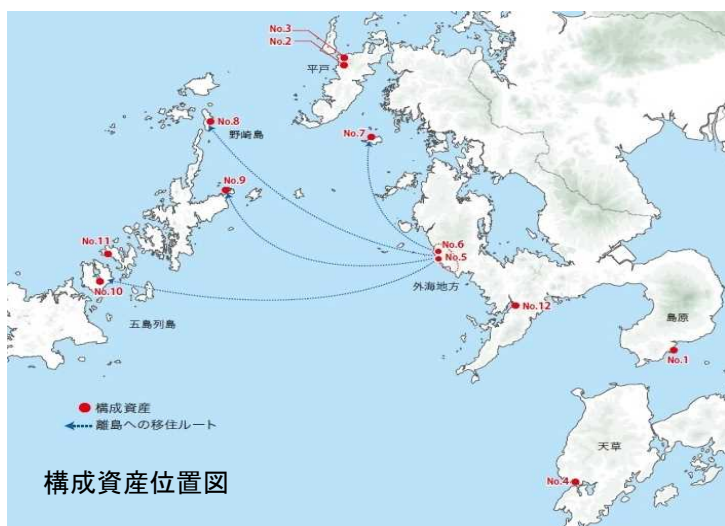 No.3
No.2
平戸
No.8
野崎島
No.7
No.9
No.6
No.5
外海地方
No.11
No.10
五島列島
No.12
島原
No.1
構成資産
離島への移住ルート
天草
No.4
構成資産位置図